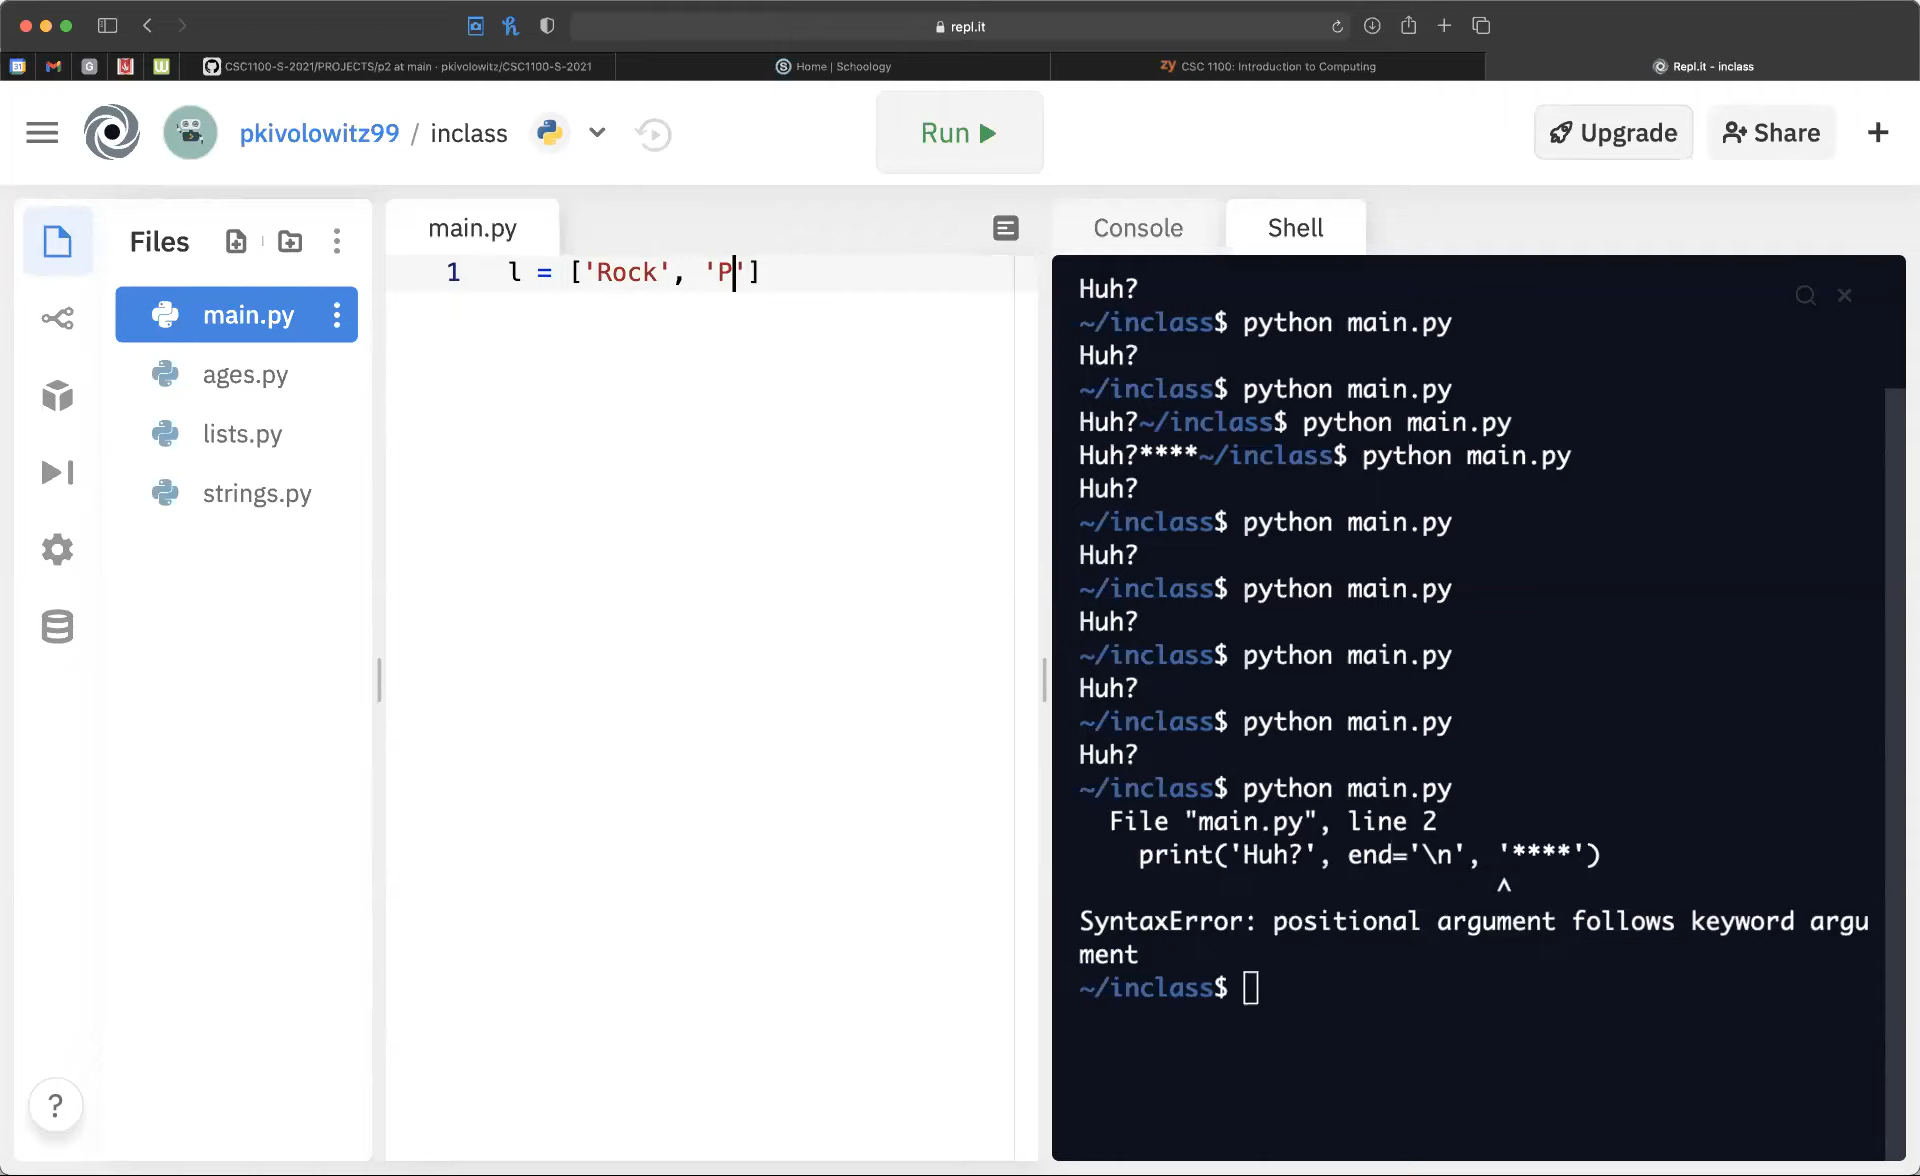 repl.it
31
G
W
CSC1100-S-2021/PROJECTS/p2 at main · pkivolowitz/CSC1100-S-2021
S Home | Schoology
zy CSC 1100: Introduction to Computing
Repl.it - inclass
pkivolowitz99 / inclass
Run
Upgrade
Share
Files
main.py
ages.py
lists.py
strings.py
?
main.py
1 l = ['Rock', 'P']
Console
Shell
Huh?
~/inclass$ python main.py
Huh?
~/inclass$ python main.py
Huh?~/inclass$ python main.py
Huh?****~/inclass$ python main.py
Huh?
~/inclass$ python main.py
Huh?
~/inclass$ python main.py
Huh?
~/inclass$ python main.py
Huh?
~/inclass$ python main.py
Huh?
~/inclass$ python main.py
File "main.py", line 2
print('Huh?', end='\n', '****')
^
SyntaxError: positional argument follows keyword argu
ment
~/inclass$